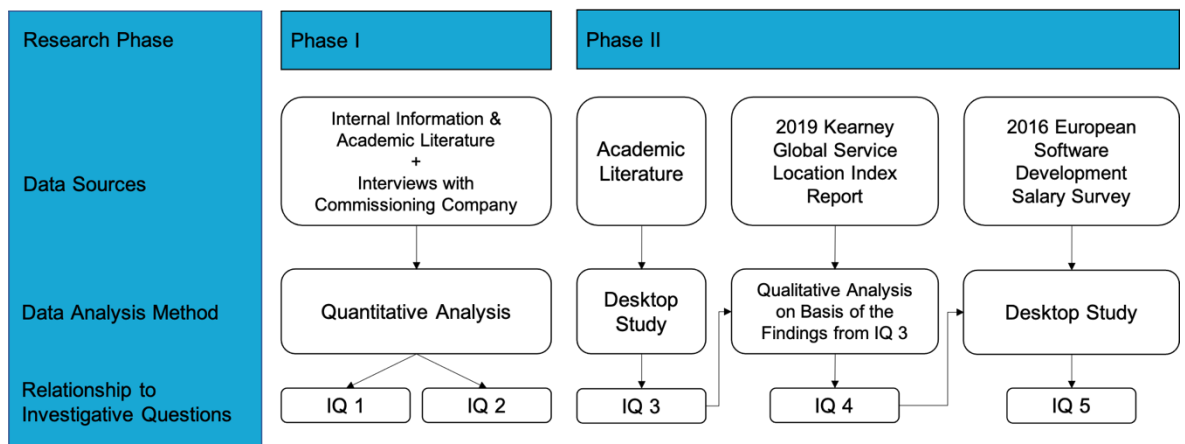 Research Phase
Phase I
Phase II
Data Sources
Internal Information &
Academic Literature
+
Interviews with
Commissioning Company
Academic
Literature
2019 Kearney
Global Service
Location Index
Report
2016 European
Software
Development
Salary Survey
Data Analysis Method
Quantitative Analysis
Desktop
Study
Qualitative Analysis
on Basis of the
Findings from IQ 3
Desktop Study
Relationship to
Investigative Questions
IQ 1
IQ 2
IQ 3
IQ 4
IQ 5